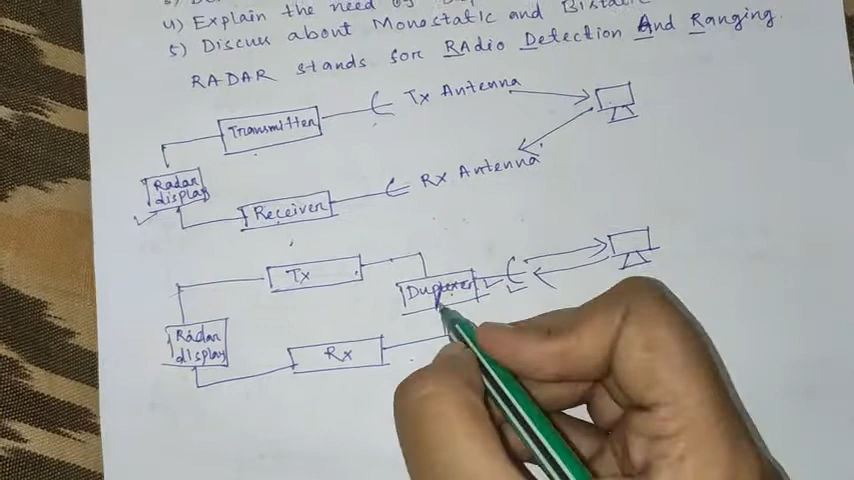 4) Explain the need of
5) Discuss about Monostatic and Bistatic
RADAR stands for RAdio Detection And Ranging
Transmitter
Tx Antenna
Radar display
Receiver
RX Antenna
Tx
Duplexer
Radar display
Rx